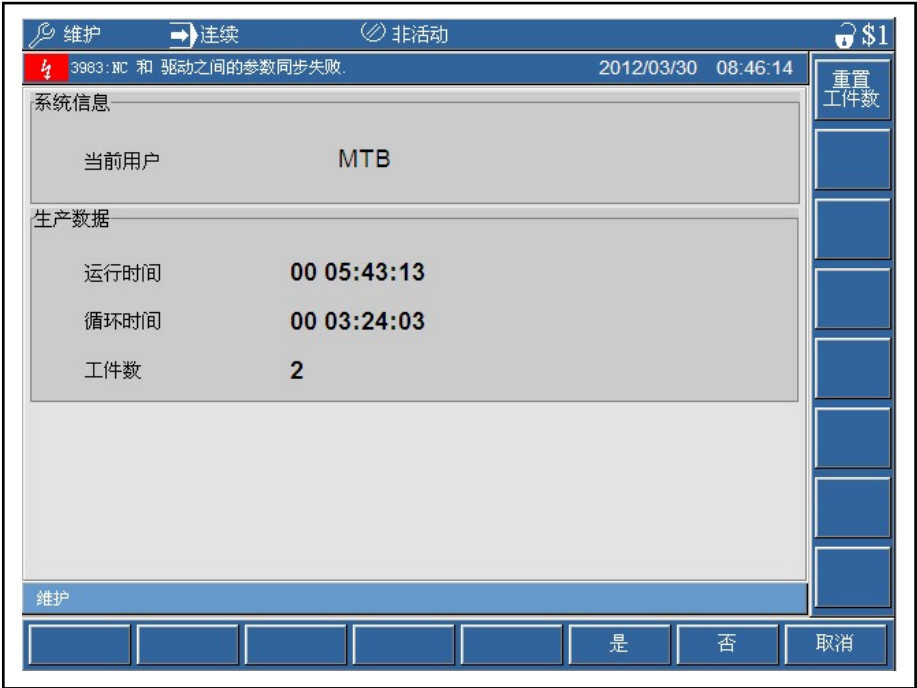 维护 连续 非活动 $1
3983:NC 和 驱动之间的参数同步失败. 2012/03/30 08:46:14
重置
工件数
系统信息
当前用户 MTB
生产数据
运行时间 00 05:43:13
循环时间 00 03:24:03
工件数 2
维护
是 否 取消